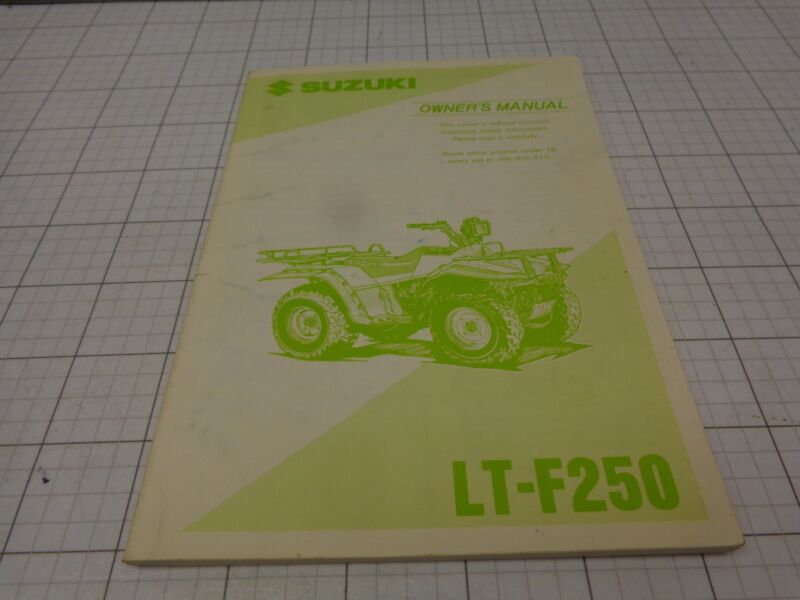 SUZUKI
OWNER'S MANUAL
This owner's manual contains
important safety information.
Please read it carefully.
Never allow anyone under 16
years old to ride this ATV.
LT-F250